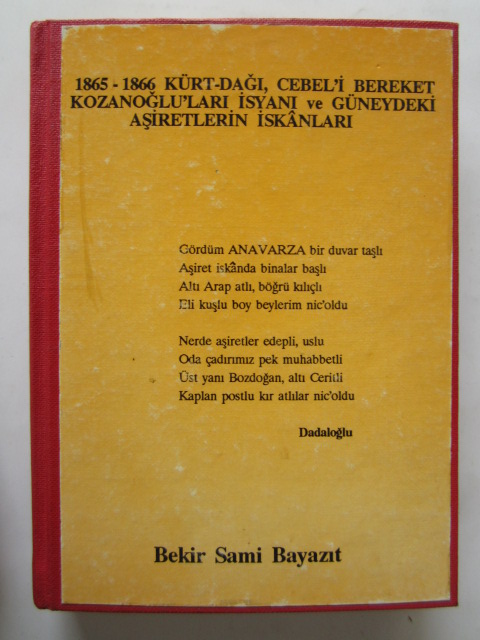 1865 - 1866 KÜRT-DAĞI, CEBEL'İ BEREKET
KOZANOĞLU'LARI İSYANI ve GÜNEYDEKİ
AŞİRETLERİN İSKÂNLARI
Gördüm ANAVARZA bir duvar taşlı
Aşiret iskânda binalar başlı
Altı Arap atlı, böğrü kılıçlı
Eli kuşlu boy beylerim nic'oldu
Nerde aşiretler edepli, uslu
Oda çadırımız pek muhabbetli
Üst yanı Bozdoğan, altı Ceritli
Kaplan postlu kır atlılar nic'oldu
Dadaloğlu
Bekir Sami Bayazıt